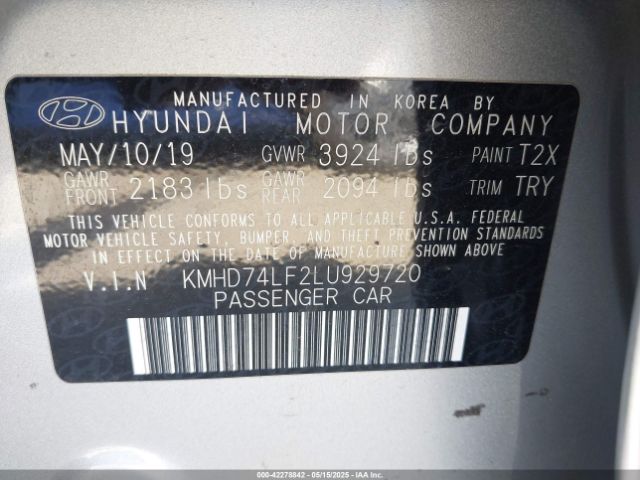 MANUFACTURED IN KOREA BY
HYUNDAI MOTOR COMPANY
MAY/10/19 GVWR 3924 lbs PAINT T2X
GAWR FRONT 2183 lbs GAWR REAR 2094 lbs TRIM TRY
THIS VEHICLE CONFORMS TO ALL APPLICABLE U.S.A. FEDERAL
MOTOR VEHICLE SAFETY, BUMPER, AND THEFT PREVENTION STANDARDS
IN EFFECT ON THE DATE OF MANUFACTURE SHOWN ABOVE.
V.I.N KMHD74LF2LU929720
PASSENGER CAR
000-42278842 - 05/15/2025 - IAAI.COM